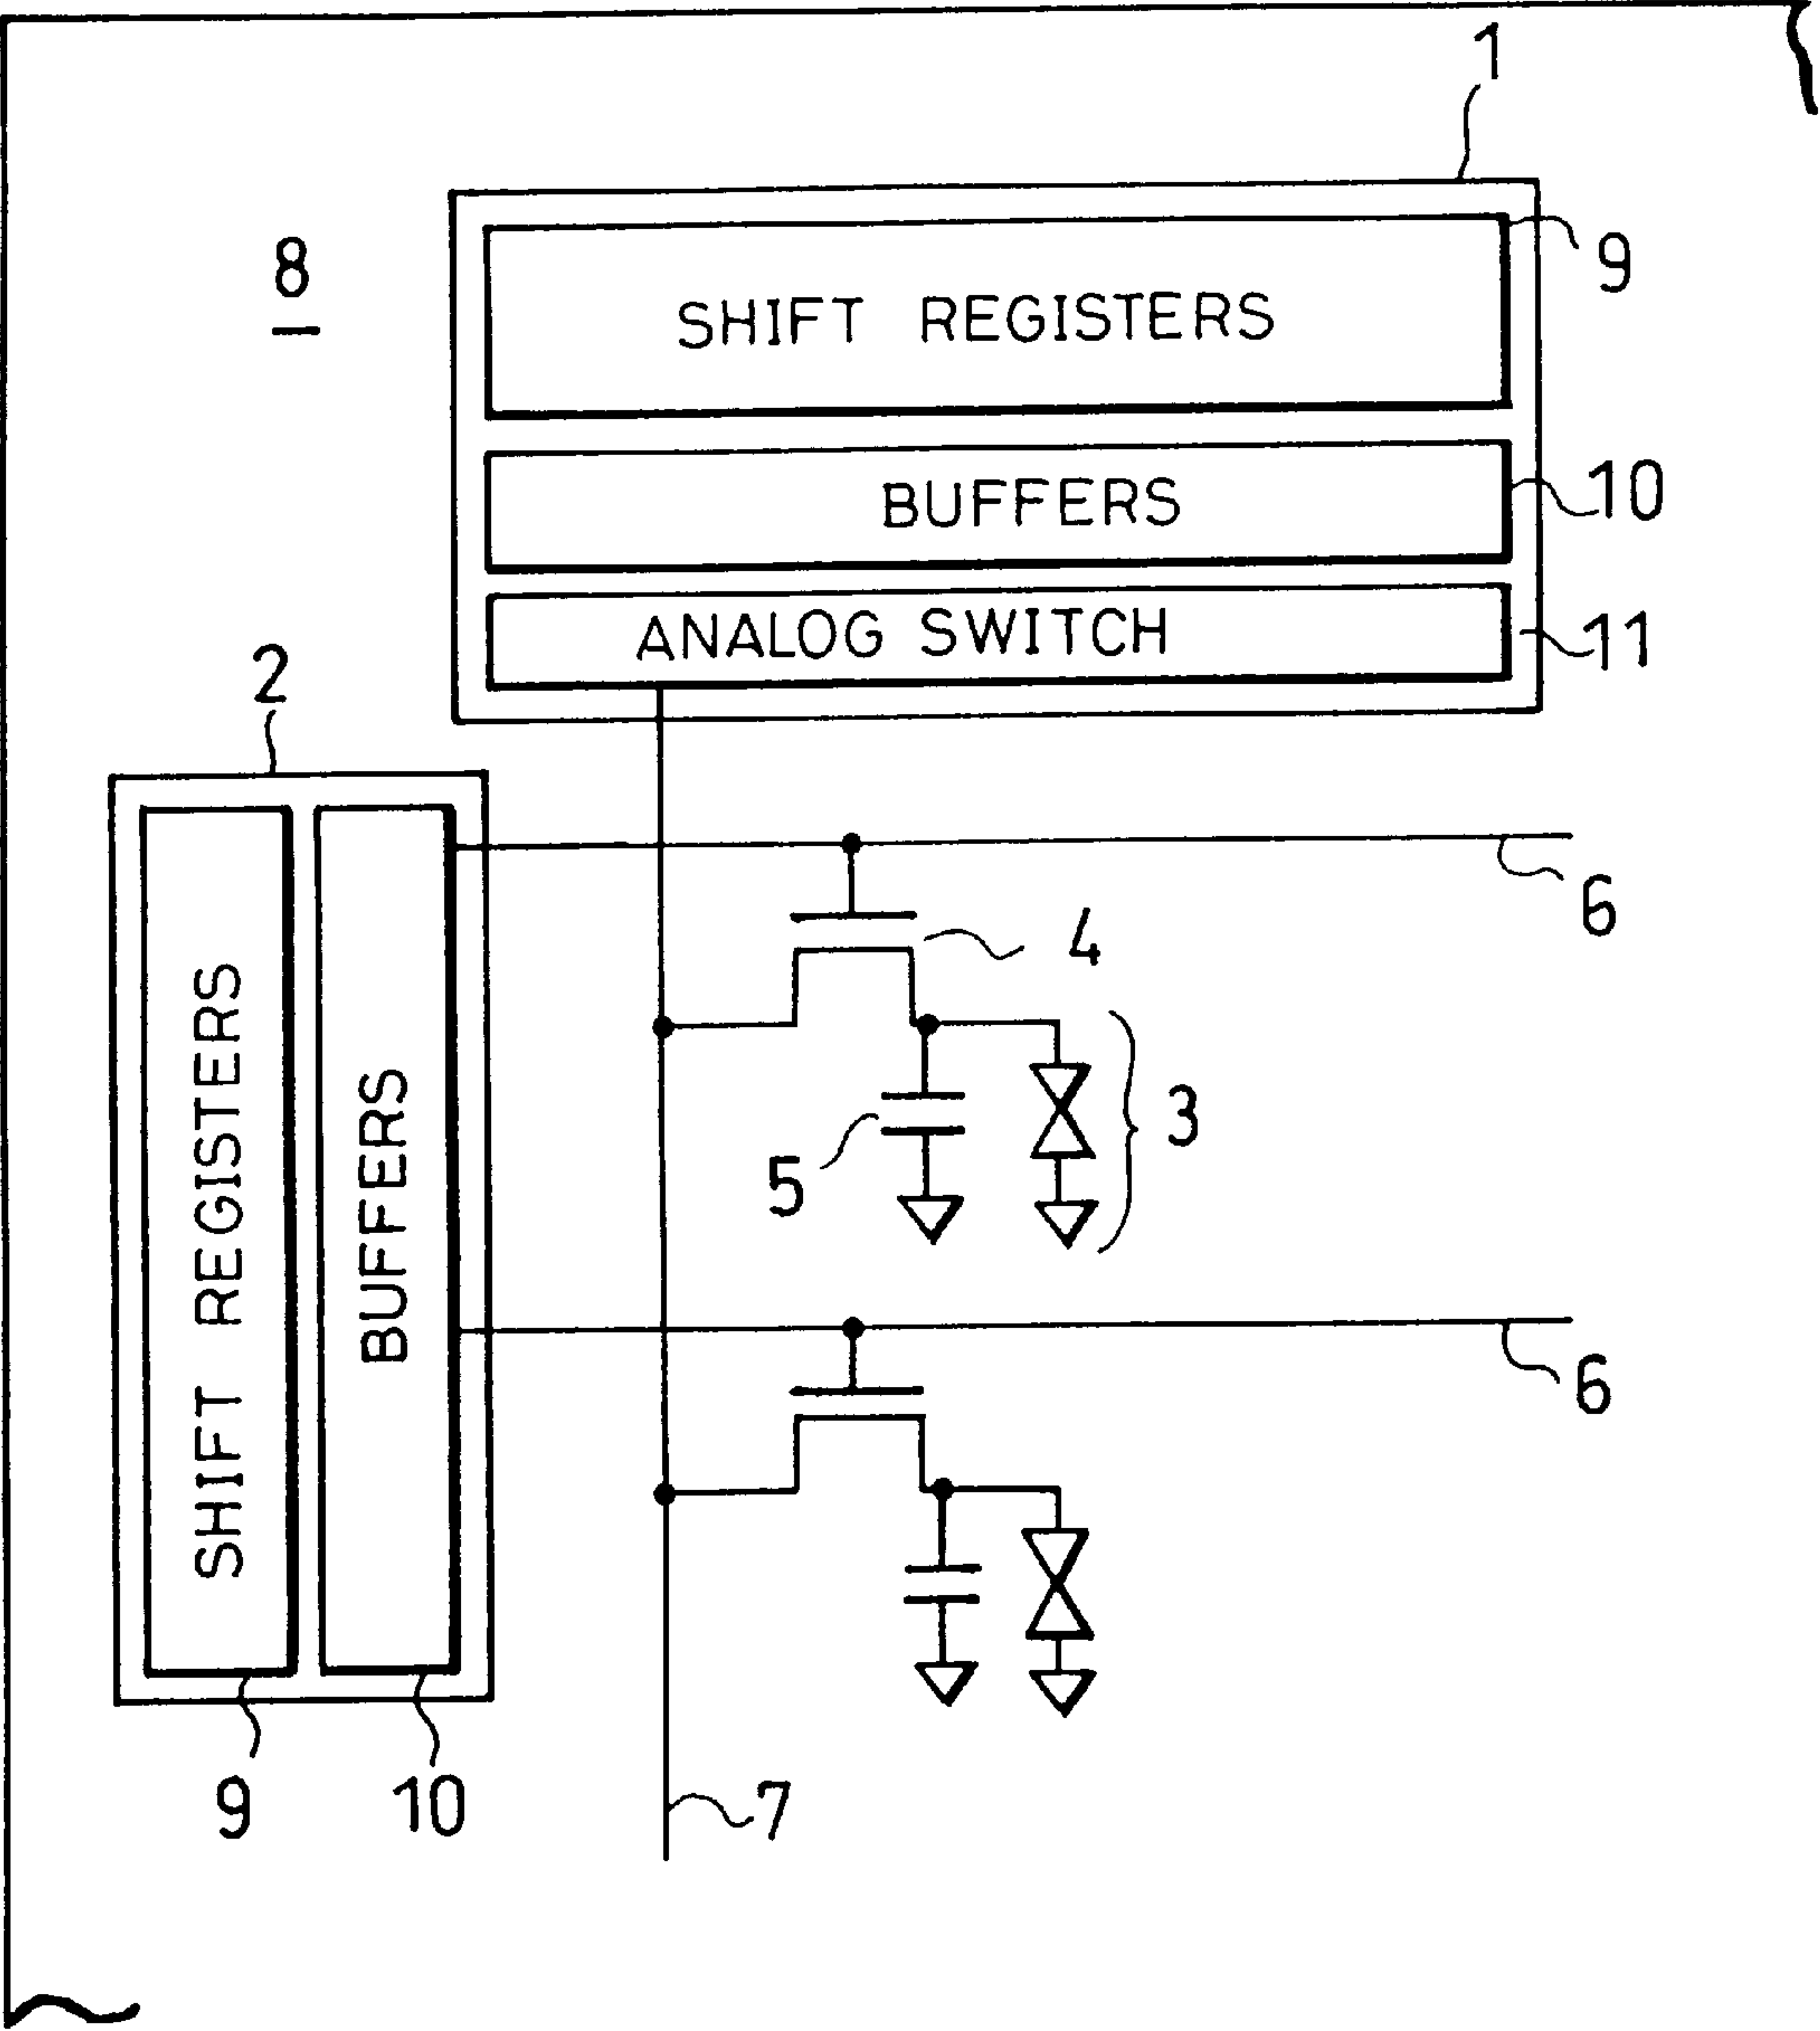 1
8
SHIFT REGISTERS
9
BUFFERS
10
ANALOG SWITCH
11
2
SHIFT REGISTERS
BUFFERS
6
4
3
5
6
9
10
7